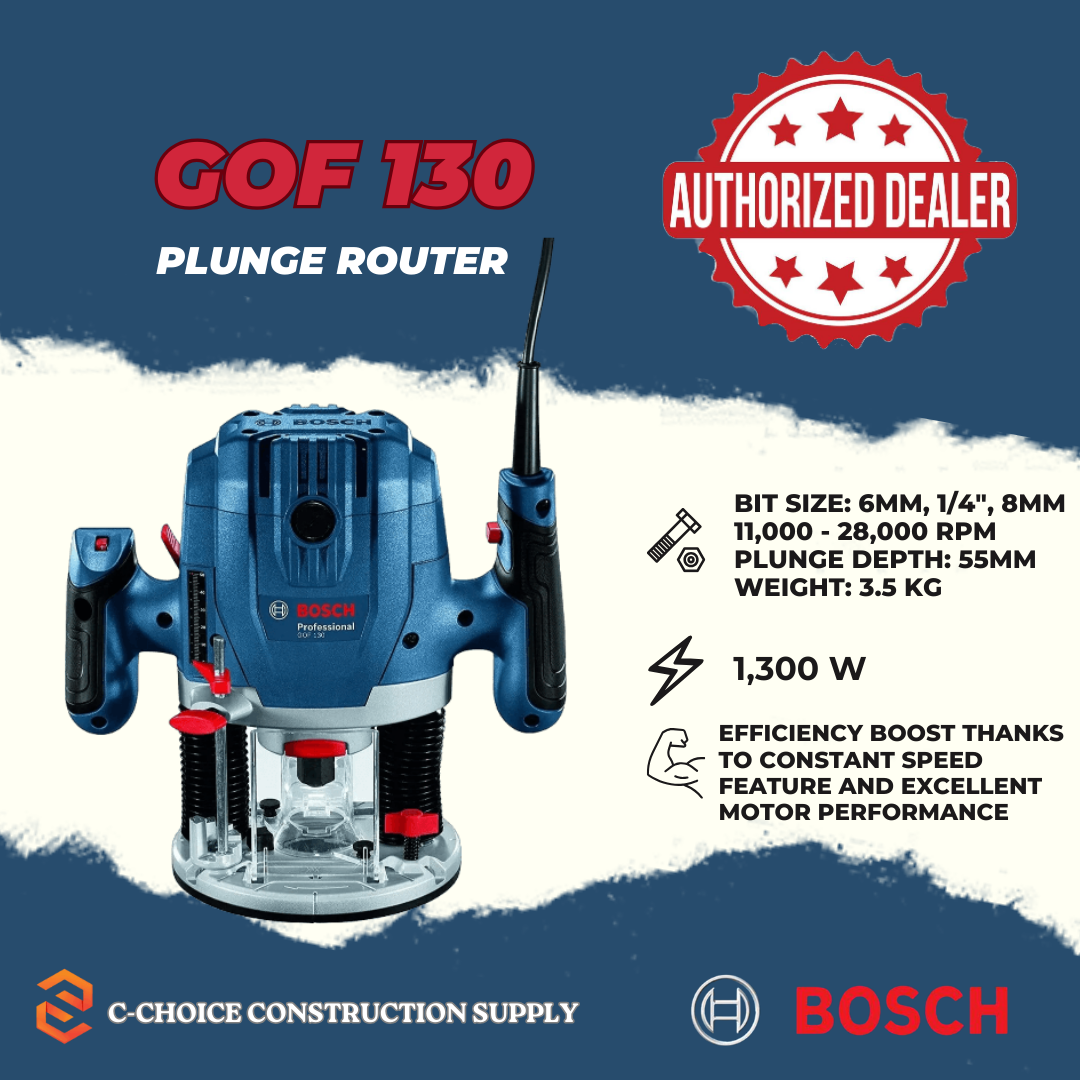 GOF 130
PLUNGE ROUTER
AUTHORIZED DEALER
BOSCH
BOSCH
Professional
GOF 130
BIT SIZE: 6MM, 1/4", 8MM
11,000 - 28,000 RPM
PLUNGE DEPTH: 55MM
WEIGHT: 3.5 KG
1,300 W
EFFICIENCY BOOST THANKS
TO CONSTANT SPEED
FEATURE AND EXCELLENT
MOTOR PERFORMANCE
C-CHOICE CONSTRUCTION SUPPLY
BOSCH